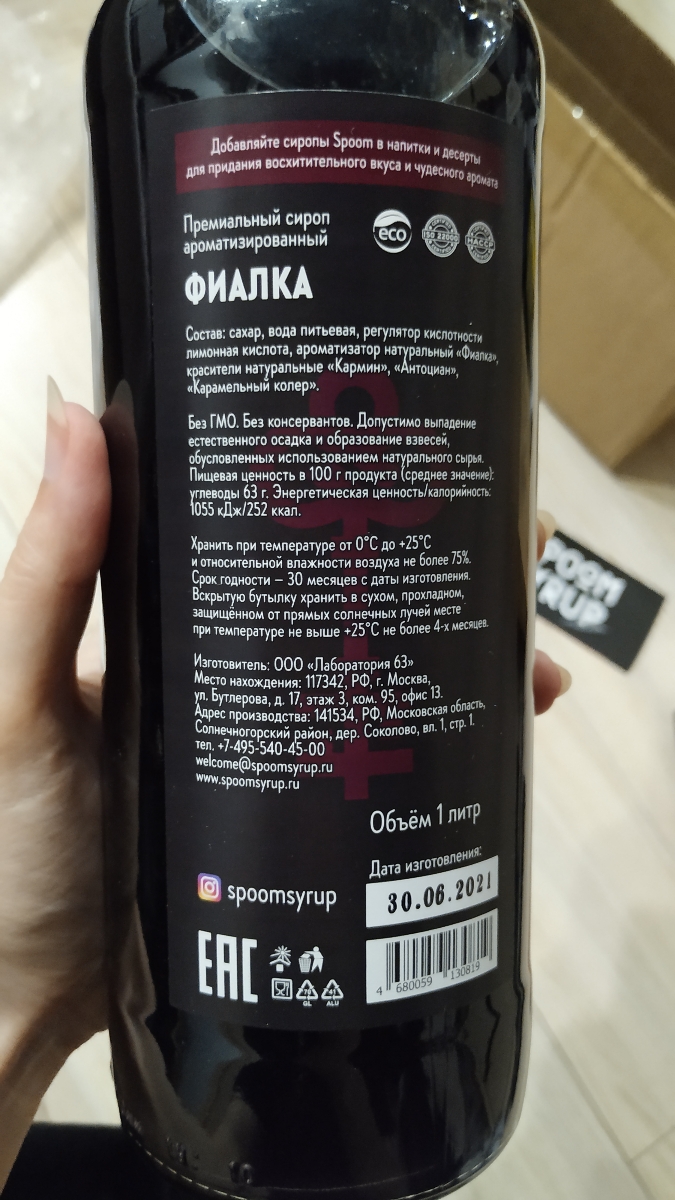 Добавляйте сиропы Spoom в напитки и десерты
для придания восхитительного вкуса и чудесного аромата
Премиальный сироп
ароматизированный
eco
ISO 22000
HACCP
ФИАЛКА
Состав: сахар, вода питьевая, регулятор кислотности
лимонная кислота, ароматизатор натуральный «Фиалка»,
красители натуральные «Кармин», «Антоциан»,
«Карамельный колер».
Без ГМО. Без консервантов. Допустимо выпадение
естественного осадка и образование взвесей,
обусловленных использованием натурального сырья.
Пищевая ценность в 100 г продукта (среднее значение):
углеводы 63 г. Энергетическая ценность/калорийность:
1055 кДж/252 ккал.
Хранить при температуре от 0°С до +25°С
и относительной влажности воздуха не более 75%.
Срок годности – 30 месяцев с даты изготовления.
Вскрытую бутылку хранить в сухом, прохладном,
защищённом от прямых солнечных лучей месте
при температуре не выше +25°С не более 4-х месяцев.
Изготовитель: ООО «Лаборатория 63»
Место нахождения: 117342, РФ, г. Москва,
ул. Бутлерова, д. 17, этаж 3, ком. 95, офис 13.
Адрес производства: 141534, РФ, Московская область,
Солнечногорский район, дер. Соколово, вл. 1, стр. 1.
тел. +7-495-540-45-00
welcome@spoomsyrup.ru
www.spoomsyrup.ru
Объём 1 литр
Дата изготовления:
30.06.2021
spoomsyrup
EAC
70
GL
41
ALU
4 680059 130819
SPOOM
SYRUP